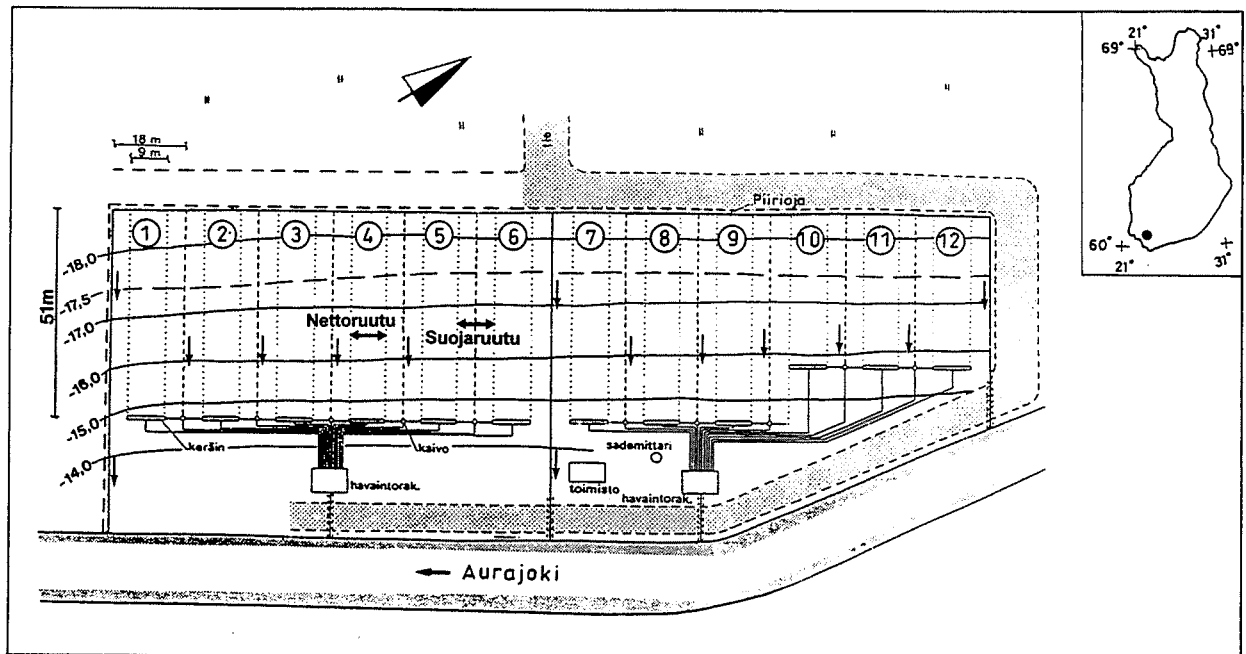 21°
31°
69°
69°
60°
21°
31°
tie
18 m
9 m
Piirioja
1
2
3
4
5
6
7
8
9
10
11
12
51m
-18,0
-17,5
-17,0
-16,0
-15,0
-14,0
Nettoruutu
Suojaruutu
keräin
kaivo
sademittari
havaintorak.
toimisto
havaintorak.
Aurajoki